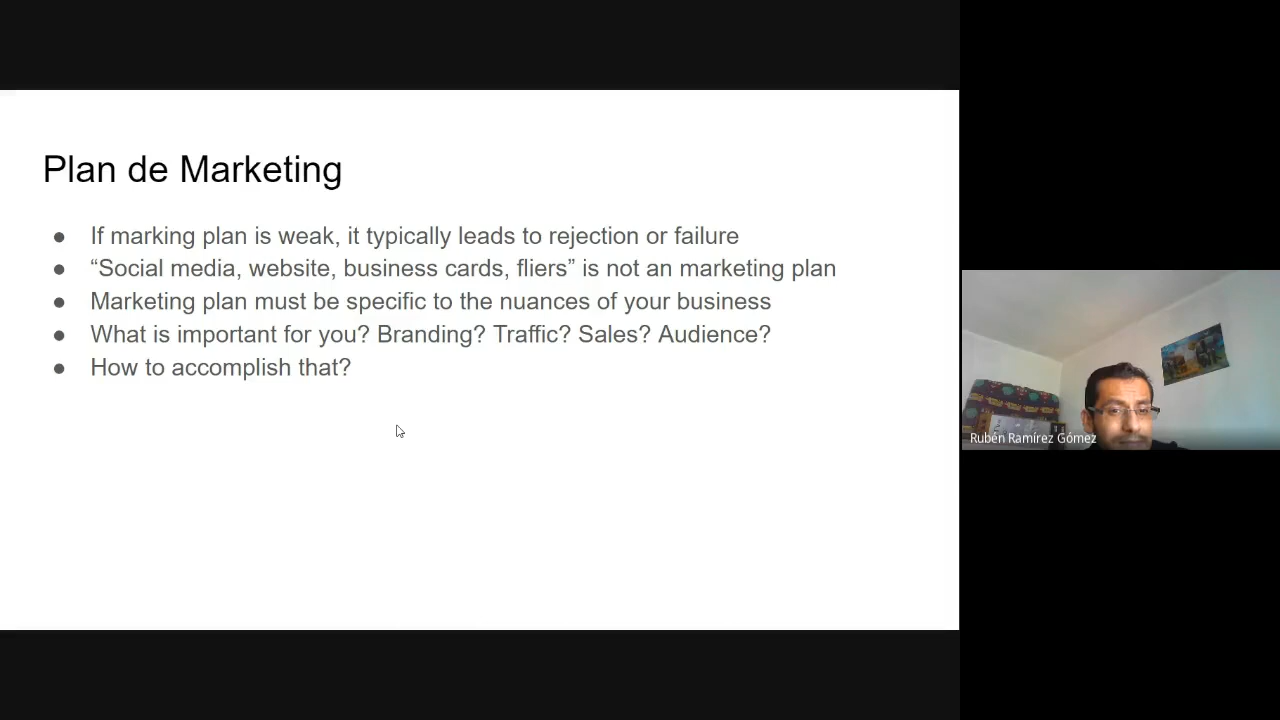 Plan de Marketing
● If marking plan is weak, it typically leads to rejection or failure
● “Social media, website, business cards, fliers” is not an marketing plan
● Marketing plan must be specific to the nuances of your business
● What is important for you? Branding? Traffic? Sales? Audience?
● How to accomplish that?
Rubén Ramírez Gómez